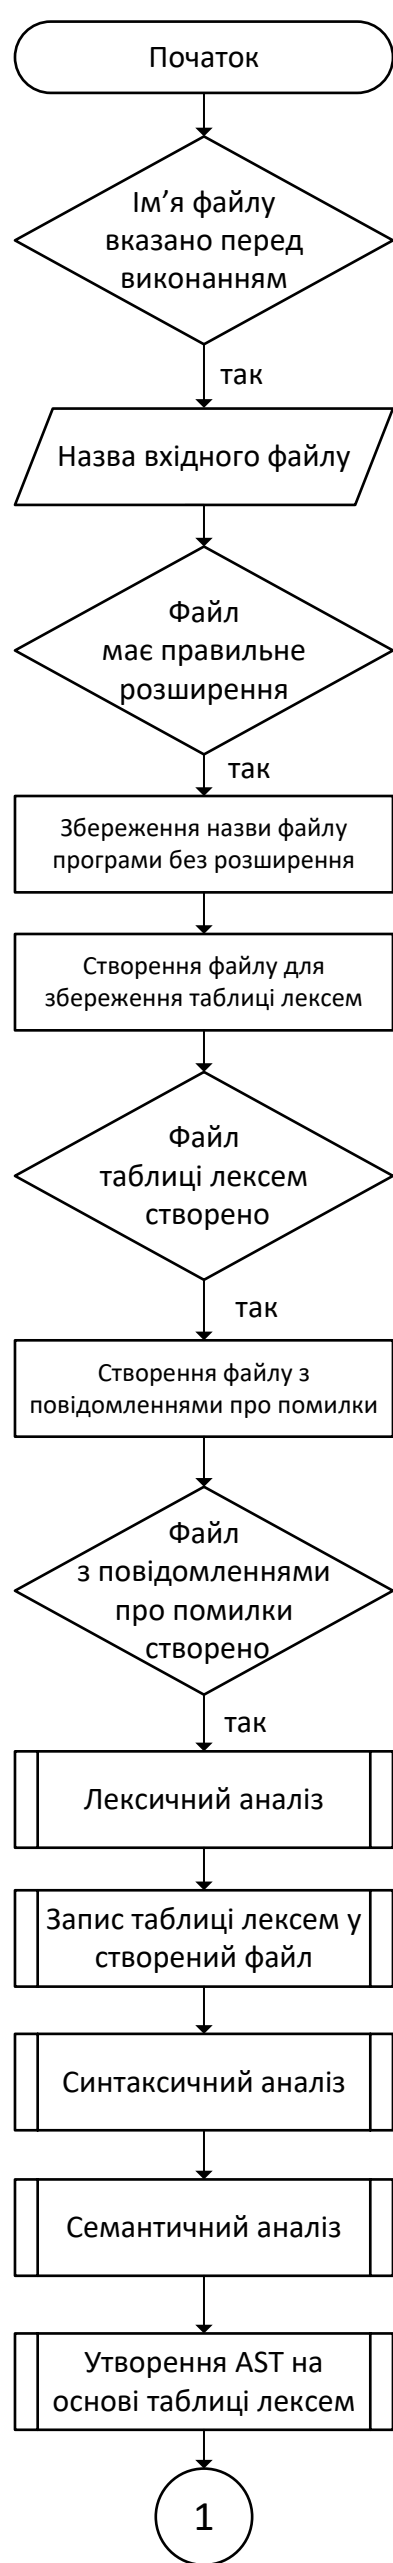 Початок
Ім’я файлу
вказано перед
виконанням
так
Назва вхідного файлу
Файл
має правильне
розширення
так
Збереження назви файлу
програми без розширення
Створення файлу для
збереження таблиці лексем
Файл
таблиці лексем
створено
так
Створення файлу з
повідомленнями про помилки
Файл
з повідомленнями
про помилки
створено
так
Лексичний аналіз
Запис таблиці лексем у
створений файл
Синтаксичний аналіз
Семантичний аналіз
Утворення AST на
основі таблиці лексем
1